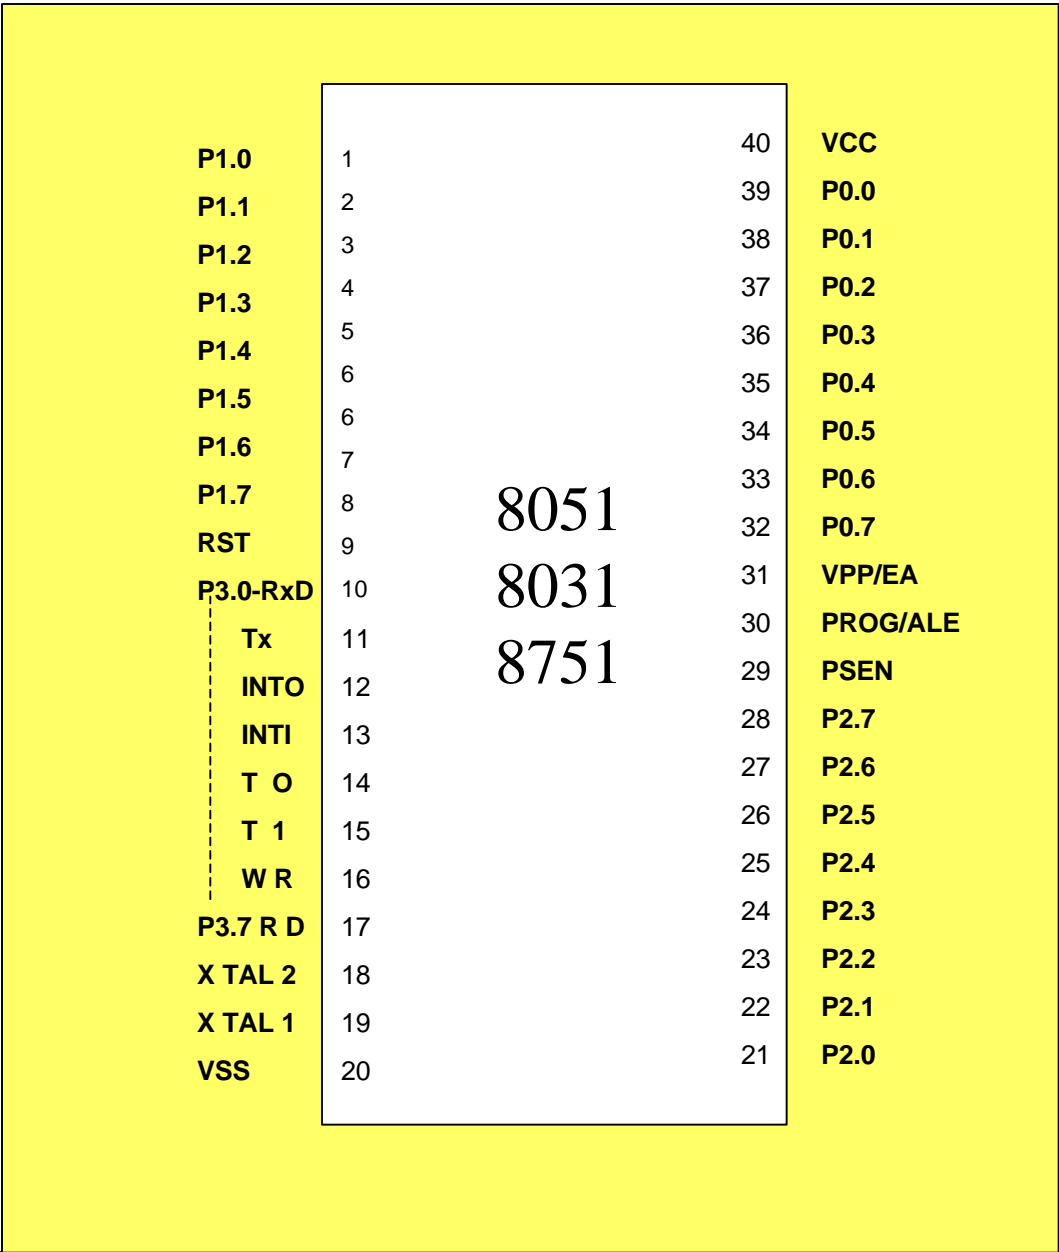 P1.0 1
P1.1 2
P1.2 3
P1.3 4
P1.4 5
P1.5 6
P1.6 6
P1.7 7
RST 8
P3.0-RxD 9
10
Tx 11
INTO 12
INTI 13
T O 14
T 1 15
W R 16
P3.7 R D 17
X TAL 2 18
X TAL 1 19
VSS 20
8051
8031
8751
40 VCC
39 P0.0
38 P0.1
37 P0.2
36 P0.3
35 P0.4
34 P0.5
33 P0.6
32 P0.7
31 VPP/EA
30 PROG/ALE
29 PSEN
28 P2.7
27 P2.6
26 P2.5
25 P2.4
24 P2.3
23 P2.2
22 P2.1
21 P2.0